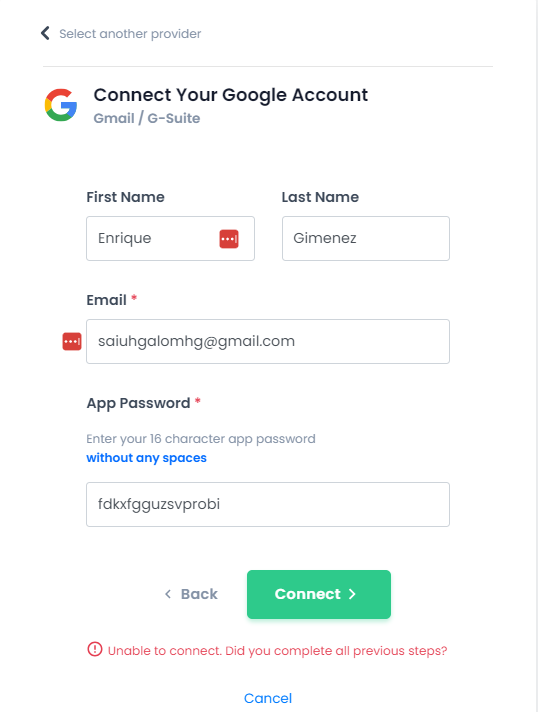 Select another provider
Connect Your Google Account
Gmail / G-Suite
First Name
Last Name
Enrique
Gimenez
Email *
saiuhgalomhg@gmail.com
App Password *
Enter your 16 character app password
without any spaces
fdkxfgguzsvprobi
Back
Connect
Unable to connect. Did you complete all previous steps?
Cancel